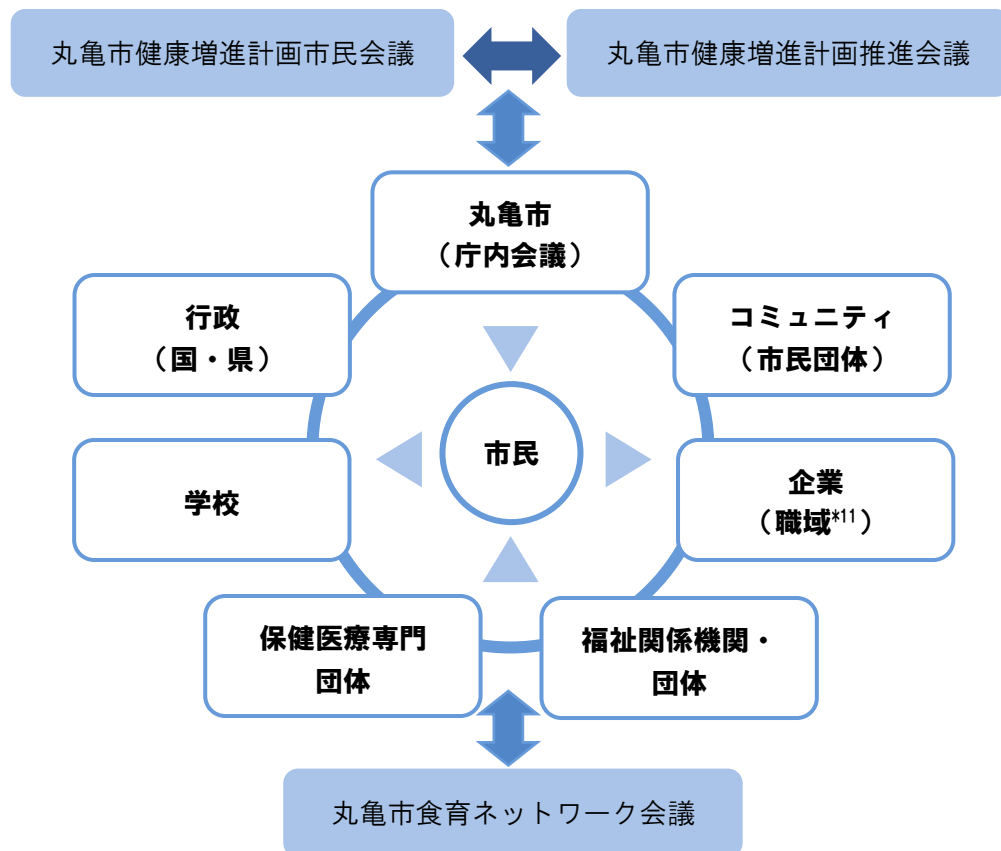 丸亀市健康増進計画市民会議
丸亀市健康増進計画推進会議
丸亀市
（庁内会議）
行政
（国・県）
コミュニティ
（市民団体）
市民
学校
企業
（職域*11）
保健医療専門
団体
福祉関係機関・
団体
丸亀市食育ネットワーク会議